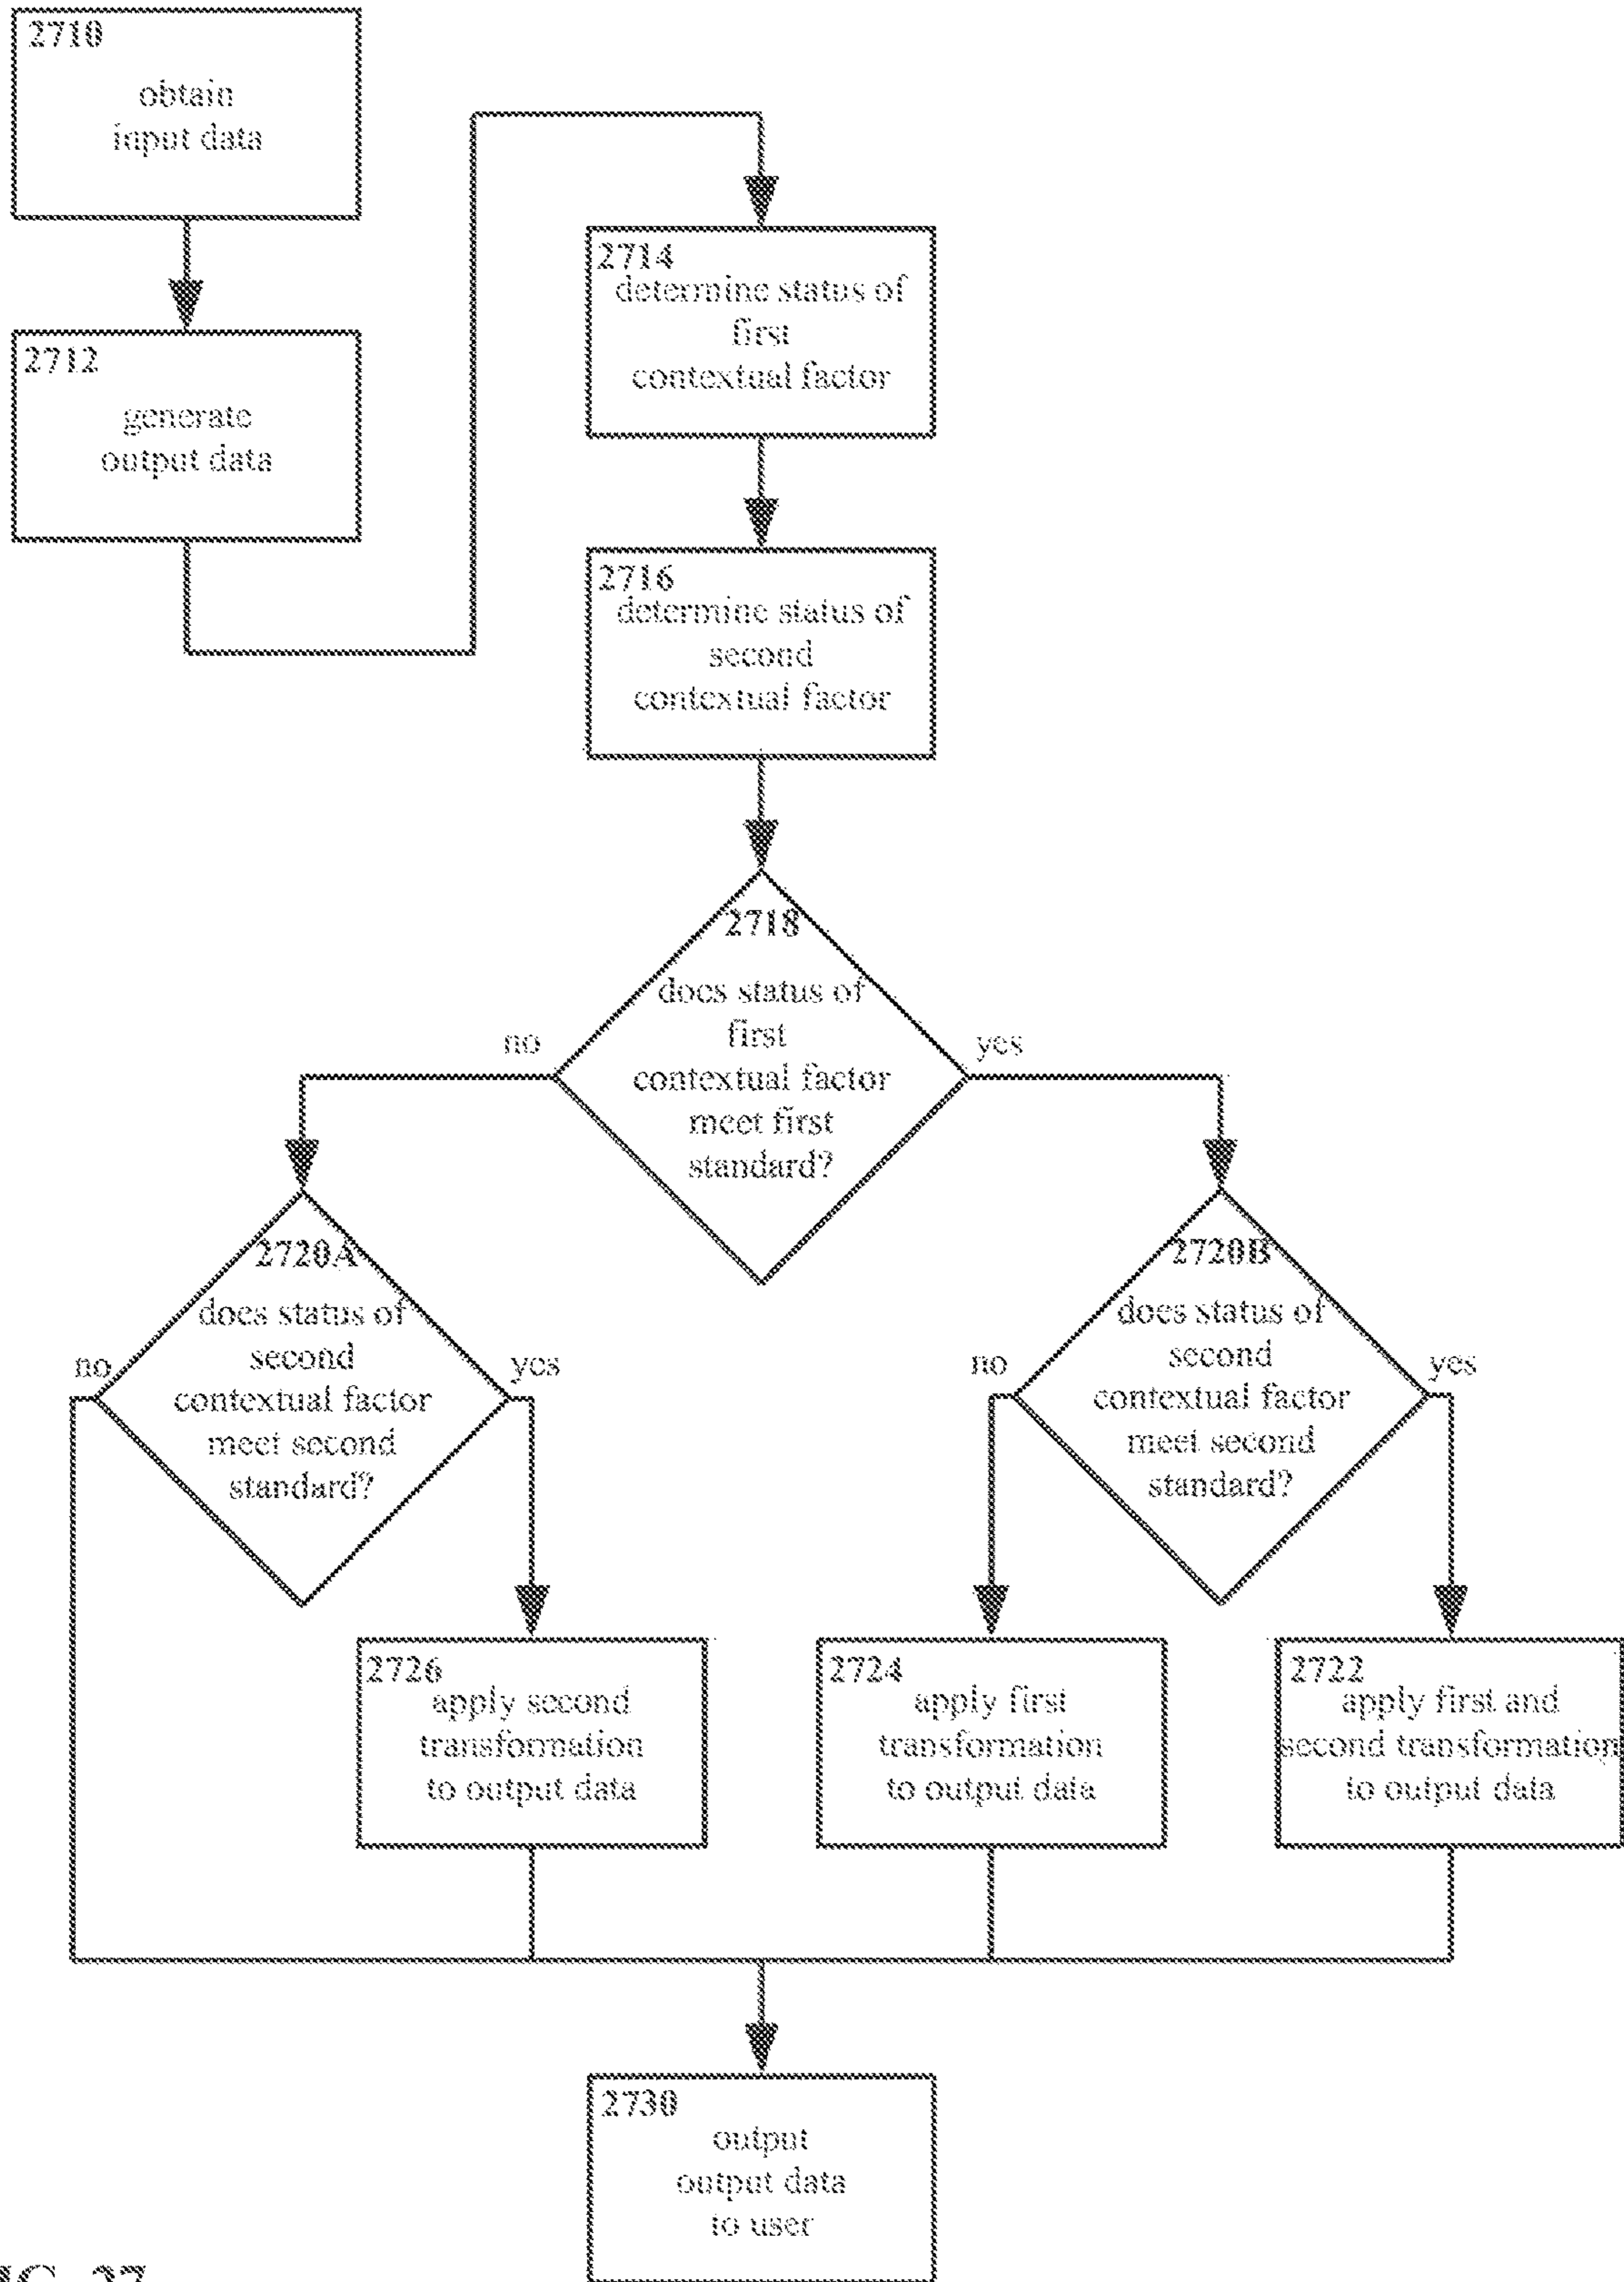 2710
obtain
input data
2712
generate
output data
2714
determine status of
first
contextual factor
2716
determine status of
second
contextual factor
2718
does status of
first
contextual factor
meet first
standard?
no
yes
2720A
does status of
second
contextual factor
meet second
standard?
no
yes
2720B
does status of
second
contextual factor
meet second
standard?
no
yes
2726
apply second
transformation
to output data
2724
apply first
transformation
to output data
2722
apply first and
second transformation
to output data
2730
output
output data
to user